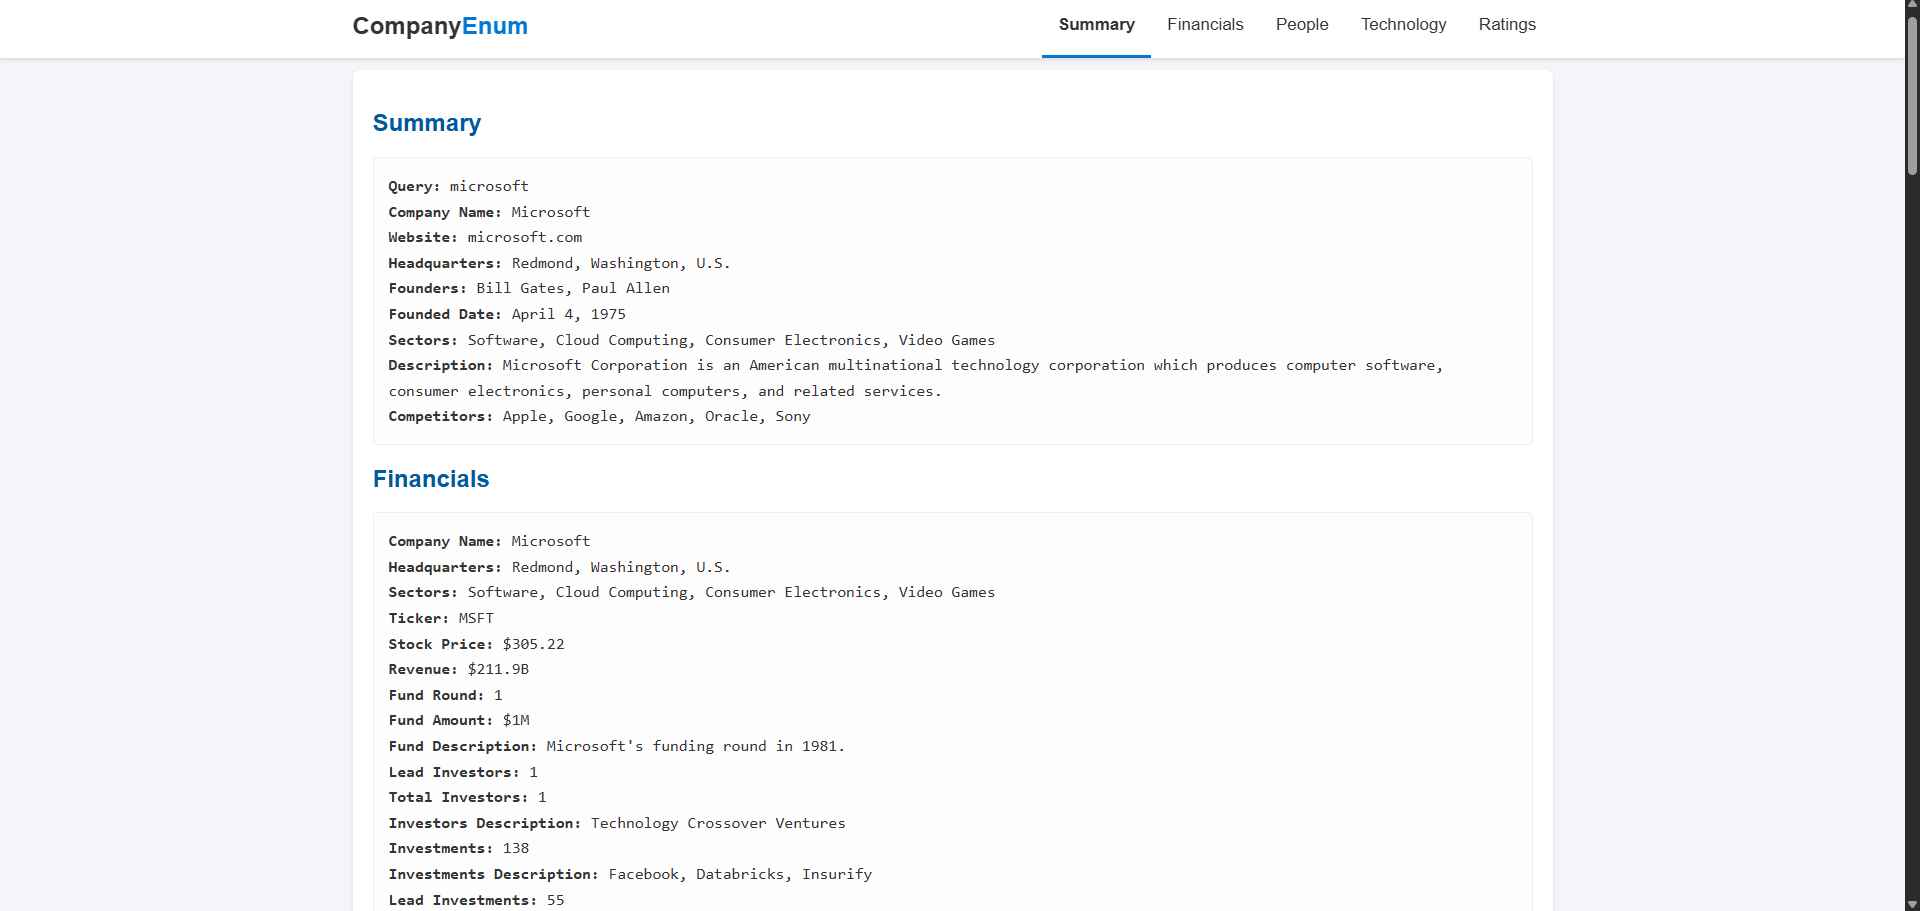 CompanyEnum
Summary Financials People Technology Ratings
Summary
Query: microsoft
Company Name: Microsoft
Website: microsoft.com
Headquarters: Redmond, Washington, U.S.
Founders: Bill Gates, Paul Allen
Founded Date: April 4, 1975
Sectors: Software, Cloud Computing, Consumer Electronics, Video Games
Description: Microsoft Corporation is an American multinational technology corporation which produces computer software,
consumer electronics, personal computers, and related services.
Competitors: Apple, Google, Amazon, Oracle, Sony
Financials
Company Name: Microsoft
Headquarters: Redmond, Washington, U.S.
Sectors: Software, Cloud Computing, Consumer Electronics, Video Games
Ticker: MSFT
Stock Price: $305.22
Revenue: $211.9B
Fund Round: 1
Fund Amount: $1M
Fund Description: Microsoft's funding round in 1981.
Lead Investors: 1
Total Investors: 1
Investors Description: Technology Crossover Ventures
Investments: 138
Investments Description: Facebook, Databricks, Insurify
Lead Investments: 55